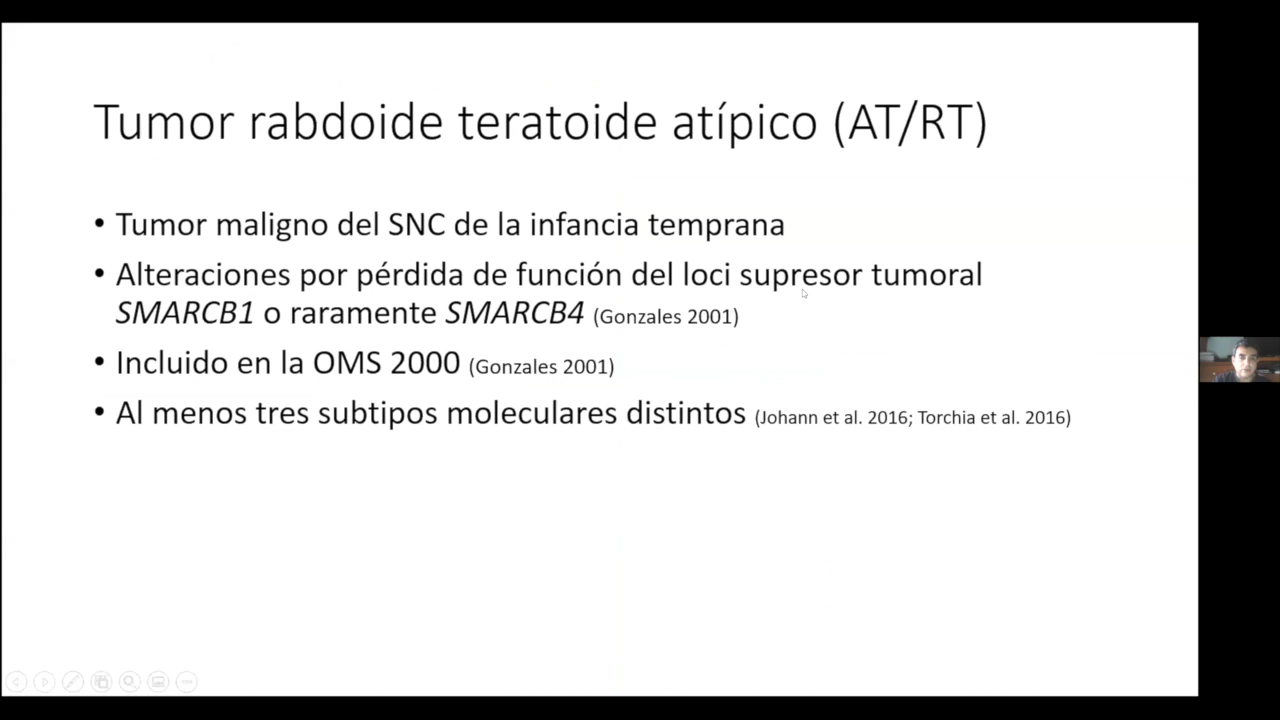 Tumor rabdoide teratoide atípico (AT/RT)
• Tumor maligno del SNC de la infancia temprana
• Alteraciones por pérdida de función del loci supresor tumoral
SMARCB1 o raramente SMARCB4 (Gonzales 2001)
• Incluido en la OMS 2000 (Gonzales 2001)
• Al menos tres subtipos moleculares distintos (Johann et al. 2016; Torchia et al. 2016)